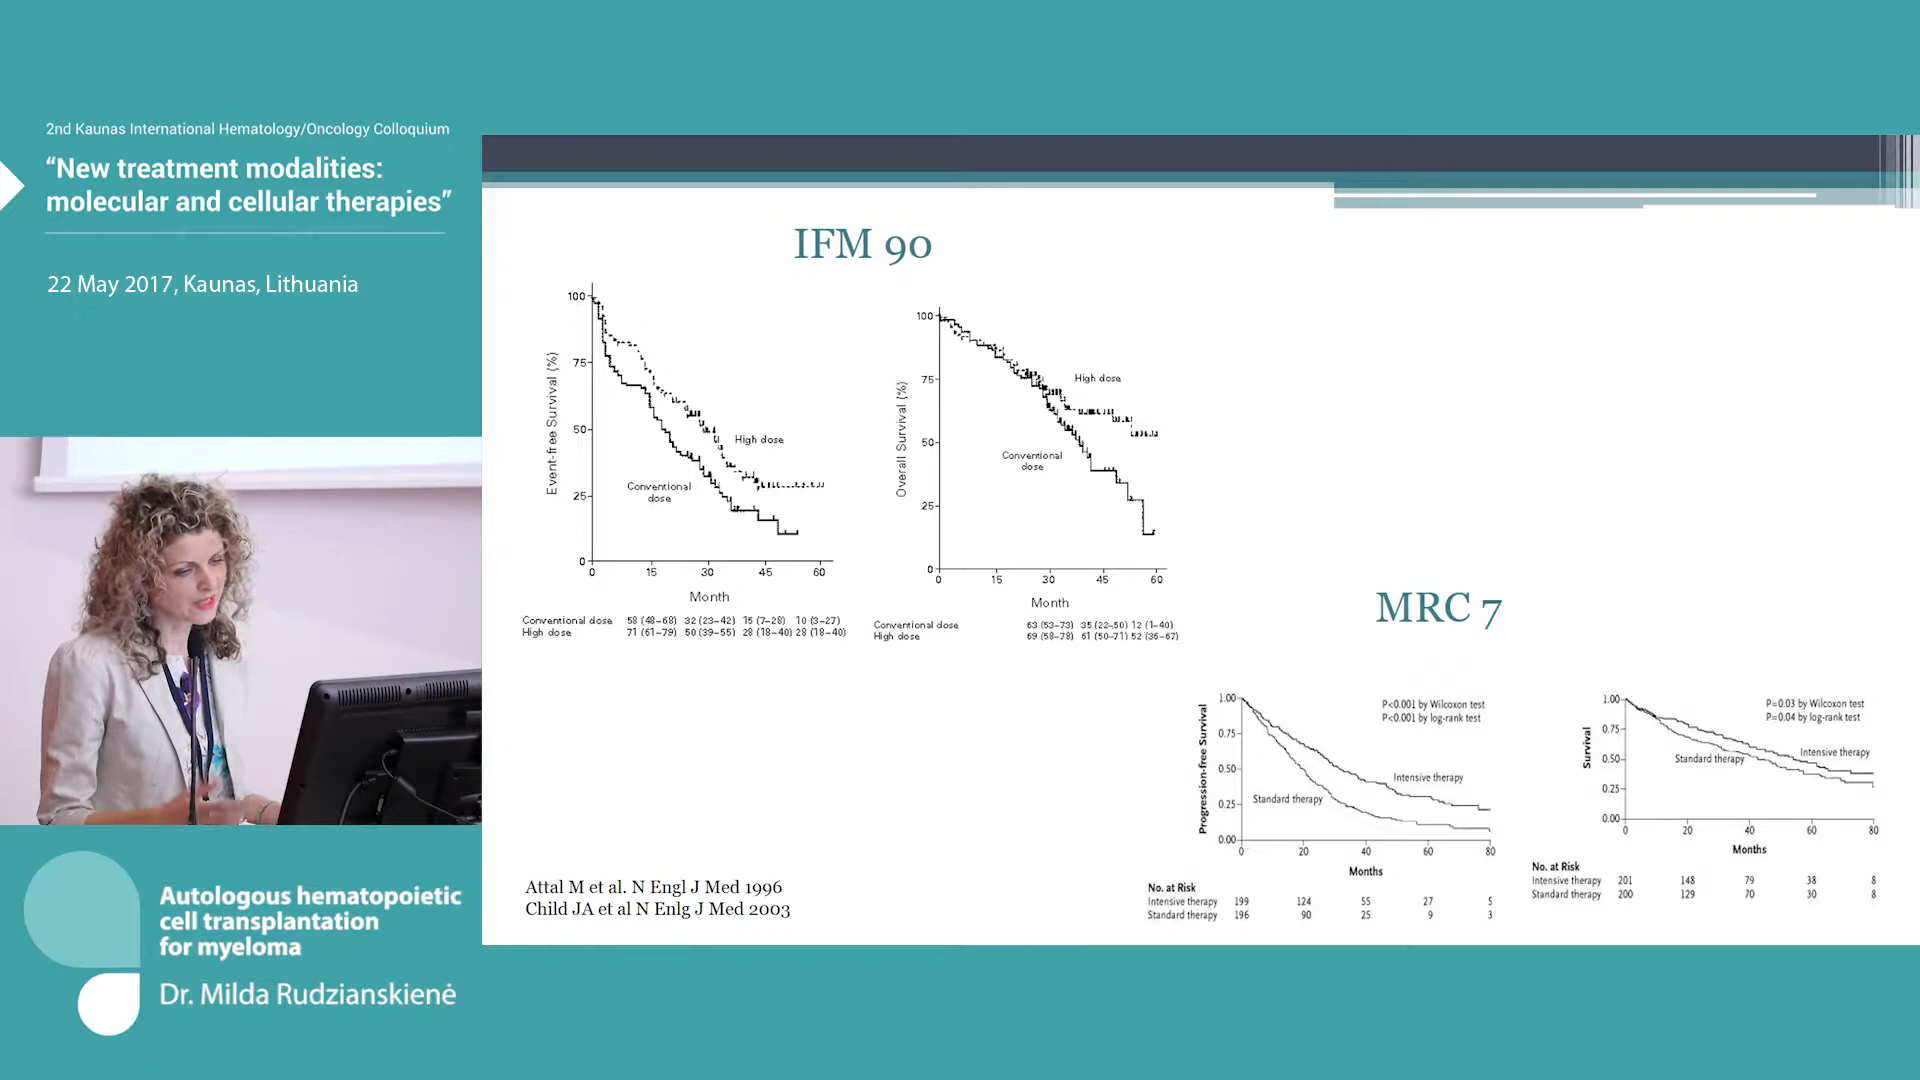 2nd Kaunas International Hematology/Oncology Colloquium
“New treatment modalities:
molecular and cellular therapies”
22 May 2017, Kaunas, Lithuania
IFM 90
100
75
50
25
0
Event-free Survival (%)
High dose
Conventional
dose
0 15 30 45 60
Month
Conventional dose 58 (48–68) 32 (23–42) 15 (7–28) 10 (3–27)
High dose 71 (61–79) 50 (39–55) 28 (18–40) 28 (18–40)
100
75
50
25
0
Overall Survival (%)
High dose
Conventional
dose
0 15 30 45 60
Month
Conventional dose 63 (53–73) 35 (22–50) 12 (1–40)
High dose 69 (58–78) 61 (50–71) 52 (36–67)
MRC 7
1.00
0.75
0.50
0.25
0.00
Progression-free Survival
P<0.001 by Wilcoxon test
P<0.001 by log-rank test
Intensive therapy
Standard therapy
0 20 40 60 80
Months
No. at Risk
Intensive therapy 199 124 55 27 5
Standard therapy 196 90 25 9 3
1.00
0.75
0.50
0.25
0.00
Survival
P=0.03 by Wilcoxon test
P=0.04 by log-rank test
Intensive therapy
Standard therapy
0 20 40 60 80
Months
No. at Risk
Intensive therapy 201 148 79 38 8
Standard therapy 200 129 70 30 8
Attal M et al. N Engl J Med 1996
Child JA et al N Enlg J Med 2003
Autologous hematopoietic
cell transplantation
for myeloma
Dr. Milda Rudzianskienė